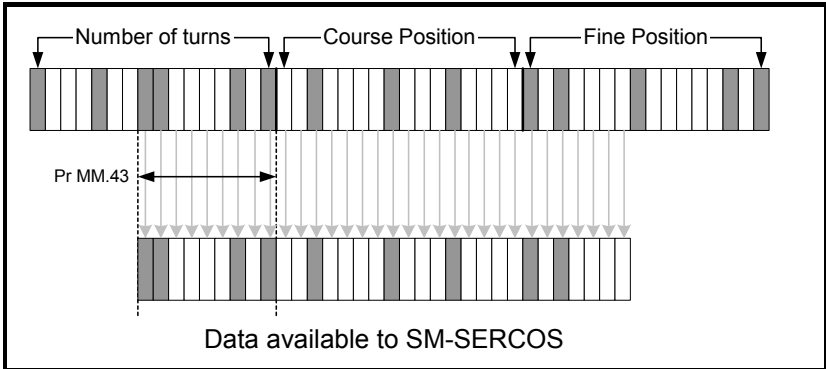 Number of turns Course Position Fine Position
Pr MM.43
Data available to SM-SERCOS